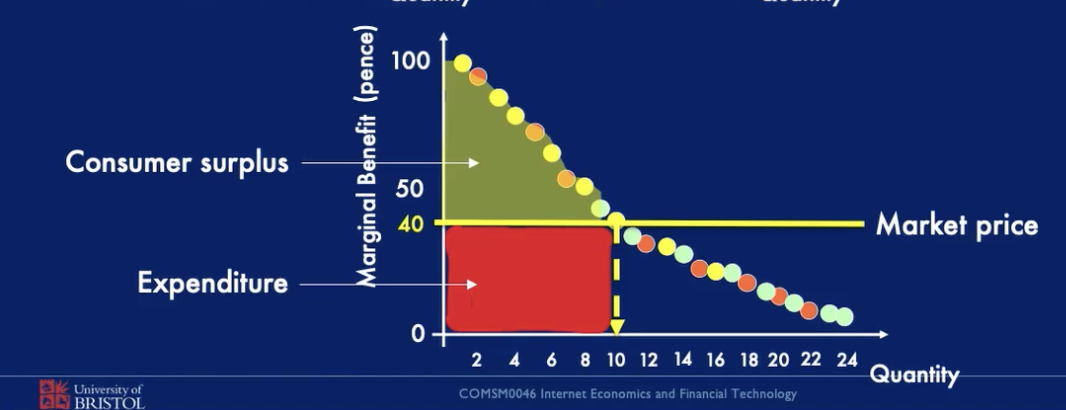 Quantity Quantity
Marginal Benefit (pence)
100
Consumer surplus
50
40
Market price
Expenditure
0
2 4 6 8 10 12 14 16 18 20 22 24
Quantity
University of
BRISTOL
COMSM0046 Internet Economics and Financial Technology